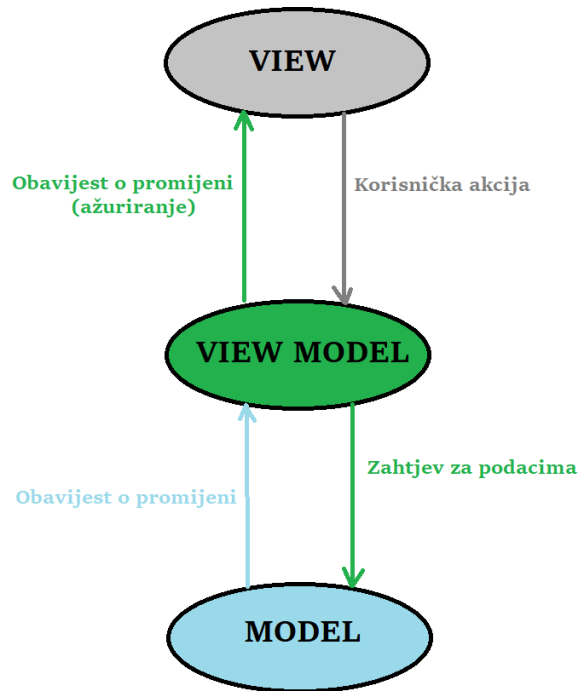 VIEW
Obavijest o promijeni
(ažuriranje)
Korisnička akcija
VIEW MODEL
Zahtjev za podacima
Obavijest o promijeni
MODEL